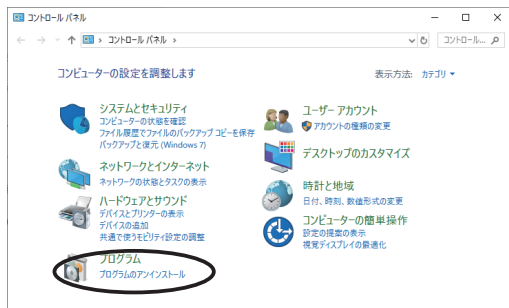 コントロール パネル
コントロール パネル
コントロール...
コンピューターの設定を調整します
表示方法: カテゴリ
システムとセキュリティ
コンピューターの状態を確認
ファイル履歴でファイルのバックアップ コピーを保存
バックアップと復元 (Windows 7)
ネットワークとインターネット
ネットワークの状態とタスクの表示
ハードウェアとサウンド
デバイスとプリンターの表示
デバイスの追加
共通で使うモビリティ設定の調整
プログラム
プログラムのアンインストール
ユーザー アカウント
アカウントの種類の変更
デスクトップのカスタマイズ
時計と地域
日付、時刻、数値形式の変更
コンピューターの簡単操作
設定の提案の表示
視覚ディスプレイの最適化